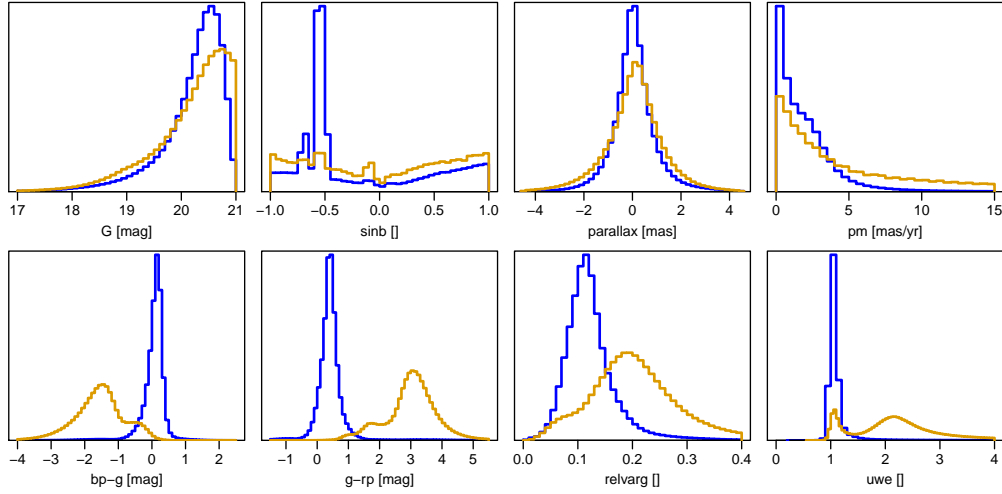 17 18 19 20 21
G [mag]
−1.0 −0.5 0.0 0.5 1.0
sinb []
−4 −2 0 2 4
parallax [mas]
0 5 10 15
pm [mas/yr]
−4 −3 −2 −1 0 1 2
bp−g [mag]
−1 0 1 2 3 4 5
g−rp [mag]
0.0 0.1 0.2 0.3 0.4
relvarg []
0 1 2 3 4
uwe []